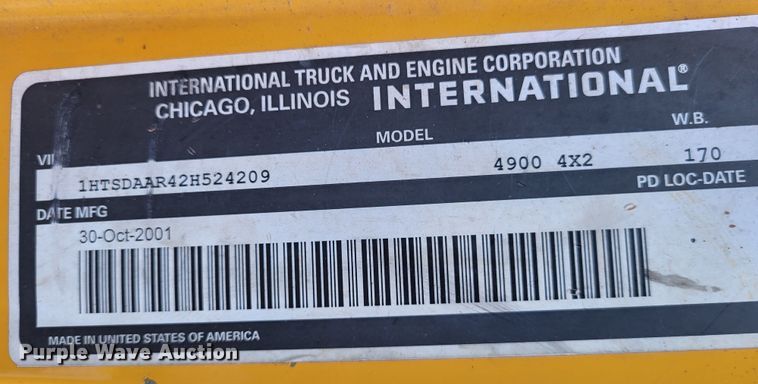 INTERNATIONAL TRUCK AND ENGINE CORPORATION
CHICAGO, ILLINOIS INTERNATIONAL®
MODEL W.B.
1HTSDAAR42H524209 4900 4X2 170
DATE MFG PD LOC-DATE
30-Oct-2001
MADE IN UNITED STATES OF AMERICA
Purple Wave Auction